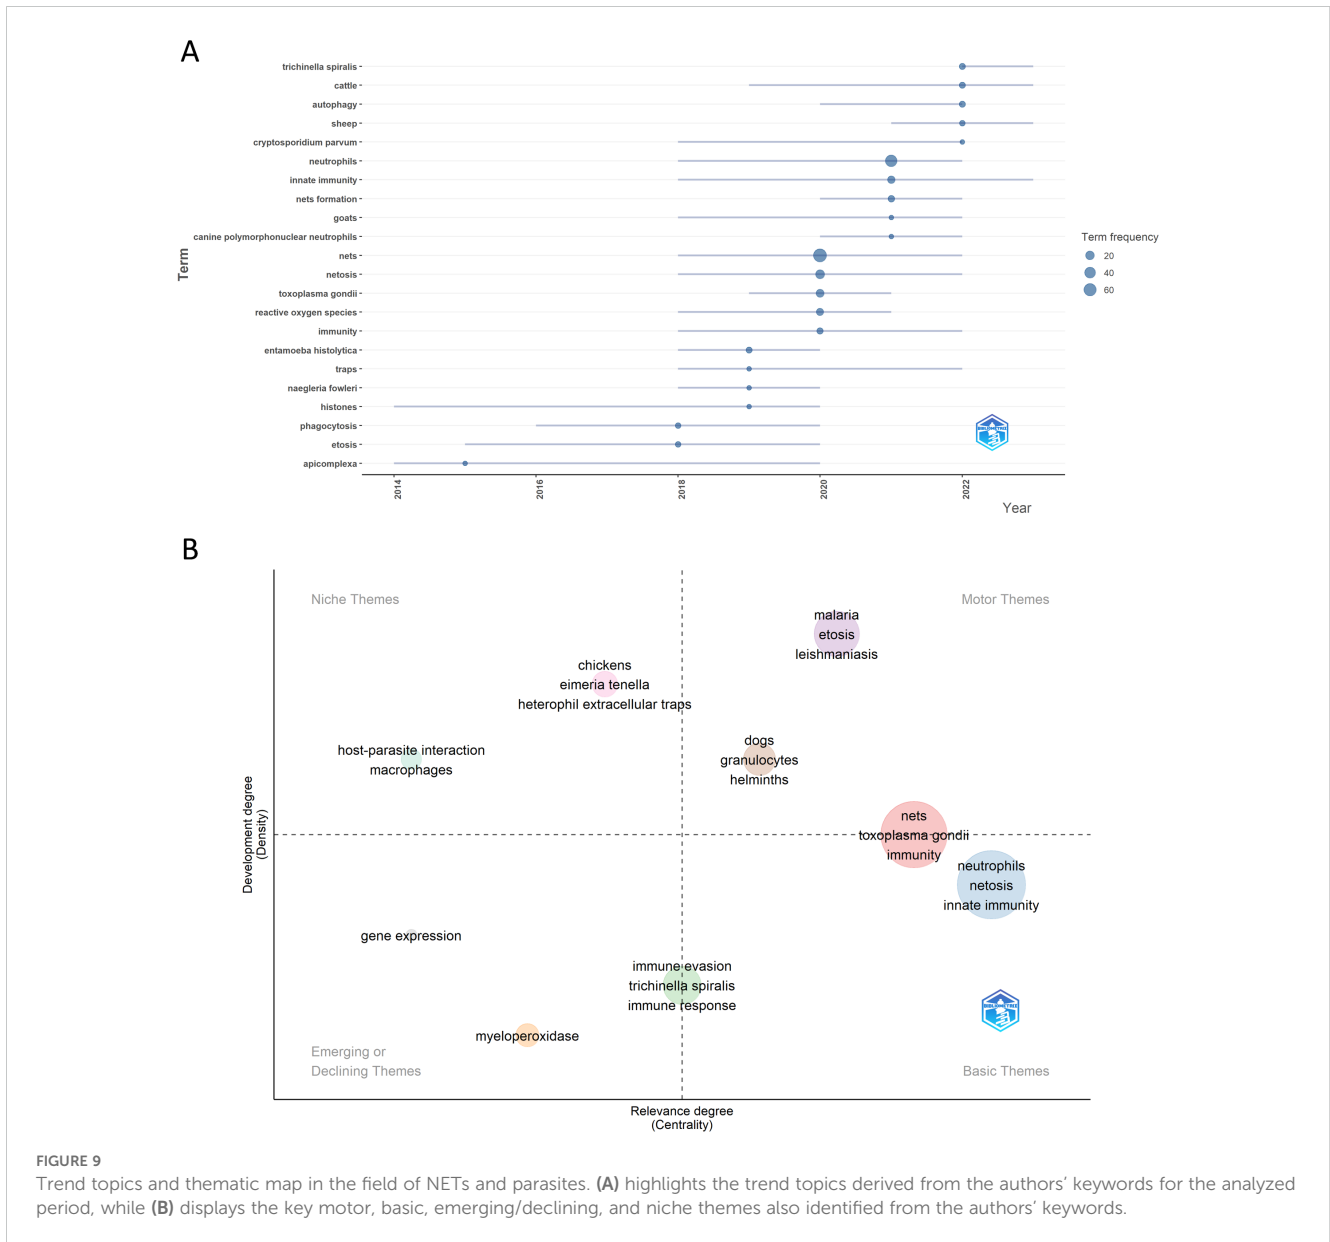 A
trichinella spiralis
cattle
autophagy
sheep
cryptosporidium parvum
neutrophils
innate immunity
nets formation
goats
canine polymorphonuclear neutrophils
nets
netosis
toxoplasma gondii
reactive oxygen species
immunity
entamoeba histolytica
traps
naegleria fowleri
histones
phagocytosis
etosis
apicomplexa
Term
2014
2016
2018
2020
2022
Year
Term frequency
20
40
60
BIBLIOMETRIX
B
Niche Themes
Motor Themes
malaria
etosis
leishmaniasis
chickens
eimeria tenella
heterophil extracellular traps
dogs
granulocytes
helminths
host-parasite interaction
macrophages
nets
toxoplasma gondii
immunity
neutrophils
netosis
innate immunity
gene expression
immune evasion
trichinella spiralis
immune response
myeloperoxidase
BIBLIOMETRIX
Emerging or
Declining Themes
Basic Themes
Development degree
(Density)
Relevance degree
(Centrality)
FIGURE 9
Trend topics and thematic map in the field of NETs and parasites. (A) highlights the trend topics derived from the authors’ keywords for the analyzed
period, while (B) displays the key motor, basic, emerging/declining, and niche themes also identified from the authors’ keywords.